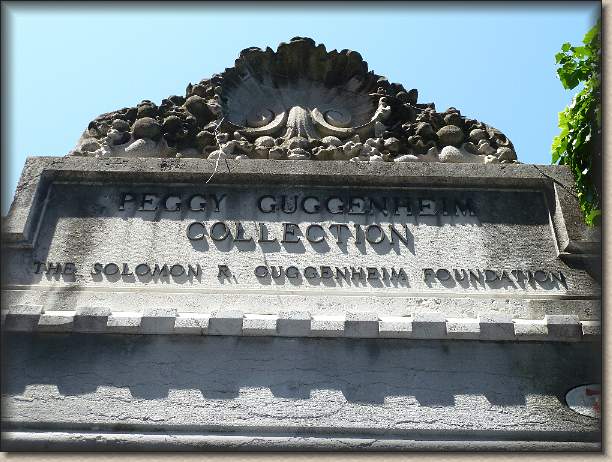 PEGGY GUGGENHEIM
COLLECTION
THE SOLOMON R. GUGGENHEIM FOUNDATION